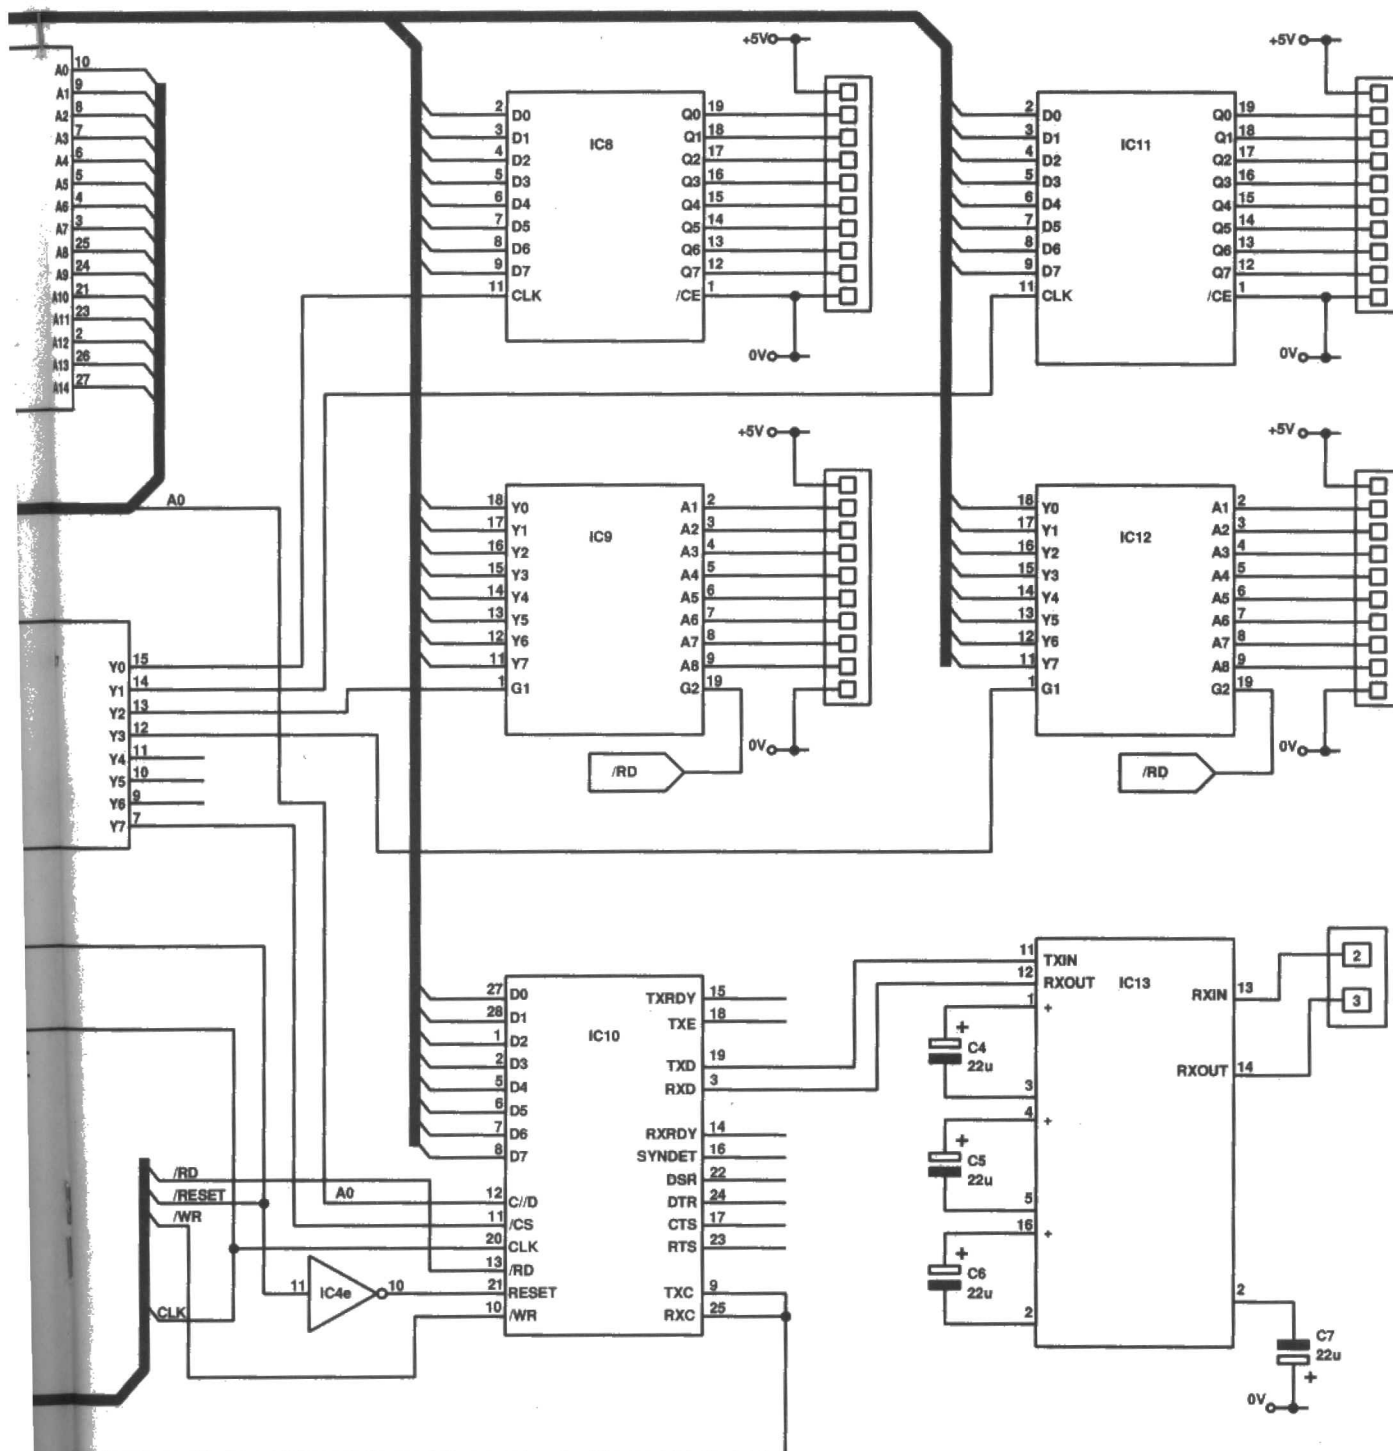 A0 10
A1 9
A2 8
A3 7
A4 6
A5 5
A6 4
A7 3
A8 25
A9 24
A10 21
A11 23
A12 2
A13 26
A14 27
A0
+5V
IC8
2 D0 Q0 19
3 D1 Q1 18
4 D2 Q2 17
5 D3 Q3 16
6 D4 Q4 15
7 D5 Q5 14
8 D6 Q6 13
9 D7 Q7 12
11 CLK /CE 1
0V
+5V
IC11
2 D0 Q0 19
3 D1 Q1 18
4 D2 Q2 17
5 D3 Q3 16
6 D4 Q4 15
7 D5 Q5 14
8 D6 Q6 13
9 D7 Q7 12
11 CLK /CE 1
0V
+5V
IC9
18 Y0 A1 2
17 Y1 A2 3
16 Y2 A3 4
15 Y3 A4 5
14 Y4 A5 6
13 Y5 A6 7
12 Y6 A7 8
11 Y7 A8 9
1 G1 G2 19
0V
/RD
+5V
IC12
18 Y0 A1 2
17 Y1 A2 3
16 Y2 A3 4
15 Y3 A4 5
14 Y4 A5 6
13 Y5 A6 7
12 Y6 A7 8
11 Y7 A8 9
1 G1 G2 19
0V
/RD
Y0 15
Y1 14
Y2 13
Y3 12
Y4 11
Y5 10
Y6 9
Y7 7
/RD
/RESET
/WR
CLK
A0
11 IC4e 10
IC10
27 D0 TXRDY 15
28 D1 TXE 18
1 D2
2 D3 TXD 19
5 D4 RXD 3
6 D5
7 D6 RXRDY 14
8 D7 SYNDET 16
DSR 22
12 C//D DTR 24
11 /CS CTS 17
20 CLK RTS 23
13 /RD
21 RESET TXC 9
10 /WR RXC 25
IC13
11 TXIN
12 RXOUT
1 +
+ C4
22u
3
4 +
+ C5
22u
5
16 +
+ C6
22u
2
RXIN 13
RXOUT 14
2
3
2
C7
22u
+
0V